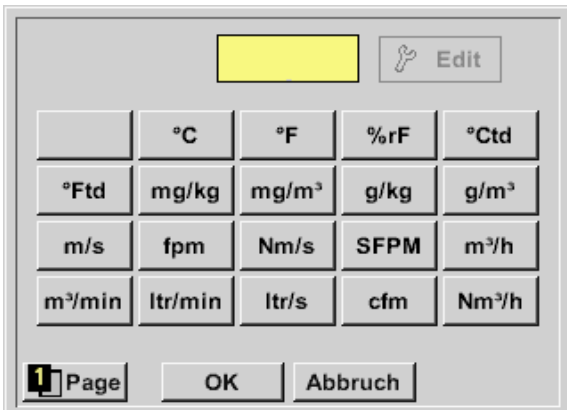 Edit
°C °F %rF °Ctd
°Ftd mg/kg mg/m³ g/kg g/m³
m/s fpm Nm/s SFPM m³/h
m³/min ltr/min ltr/s cfm Nm³/h
1 Page OK Abbruch